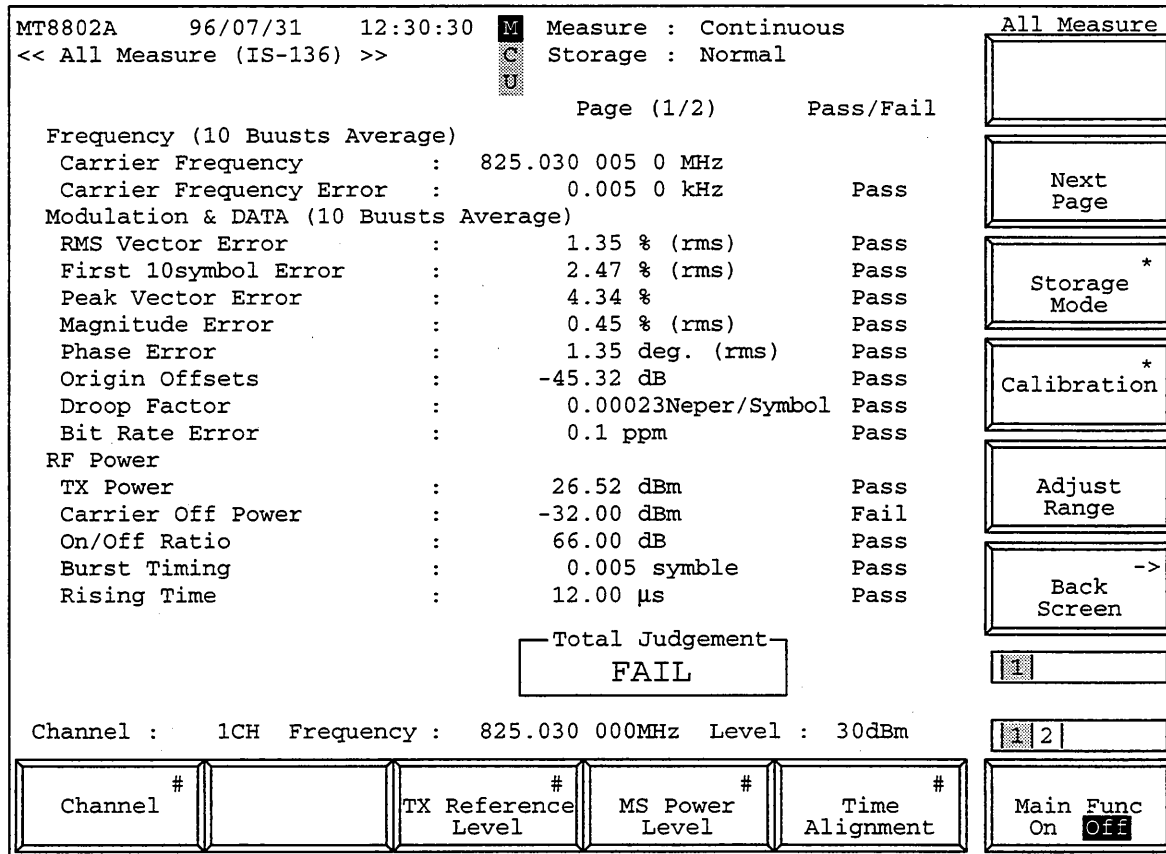 MT8802A 96/07/31 12:30:30 M Measure : Continuous
<< All Measure (IS-136) >> C Storage : Normal
U
Page (1/2) Pass/Fail
Frequency (10 Buusts Average)
Carrier Frequency : 825.030 005 0 MHz
Carrier Frequency Error : 0.005 0 kHz Pass
Modulation & DATA (10 Buusts Average)
RMS Vector Error : 1.35 % (rms) Pass
First 10symbol Error : 2.47 % (rms) Pass
Peak Vector Error : 4.34 % Pass
Magnitude Error : 0.45 % (rms) Pass
Phase Error : 1.35 deg. (rms) Pass
Origin Offsets : -45.32 dB Pass
Droop Factor : 0.00023Neper/Symbol Pass
Bit Rate Error : 0.1 ppm Pass
RF Power
TX Power : 26.52 dBm Pass
Carrier Off Power : -32.00 dBm Fail
On/Off Ratio : 66.00 dB Pass
Burst Timing : 0.005 symble Pass
Rising Time : 12.00 µs Pass
Total Judgement
FAIL
Channel : 1CH Frequency : 825.030 000MHz Level : 30dBm
#
Channel
#
TX Reference
Level
#
MS Power
Level
#
Time
Alignment
All Measure
Next
Page
*
Storage
Mode
*
Calibration
Adjust
Range
->
Back
Screen
1
1 2
Main Func
On Off